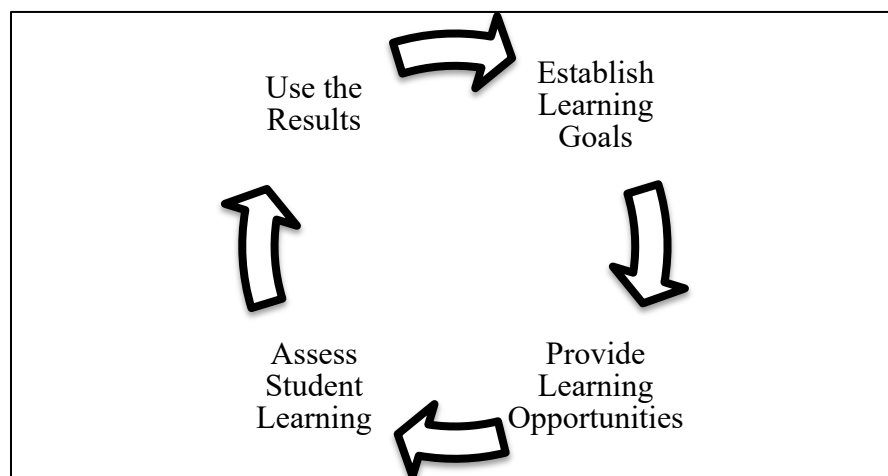 Use the
Results
Establish
Learning
Goals
Assess
Student
Learning
Provide
Learning
Opportunities